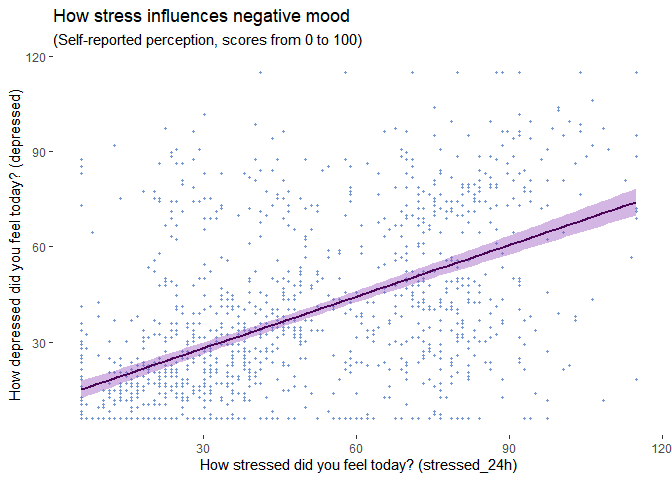 How stress influences negative mood
(Self-reported perception, scores from 0 to 100)
How depressed did you feel today? (depressed)
120
90
60
30
30
60
90
120
How stressed did you feel today? (stressed_24h)